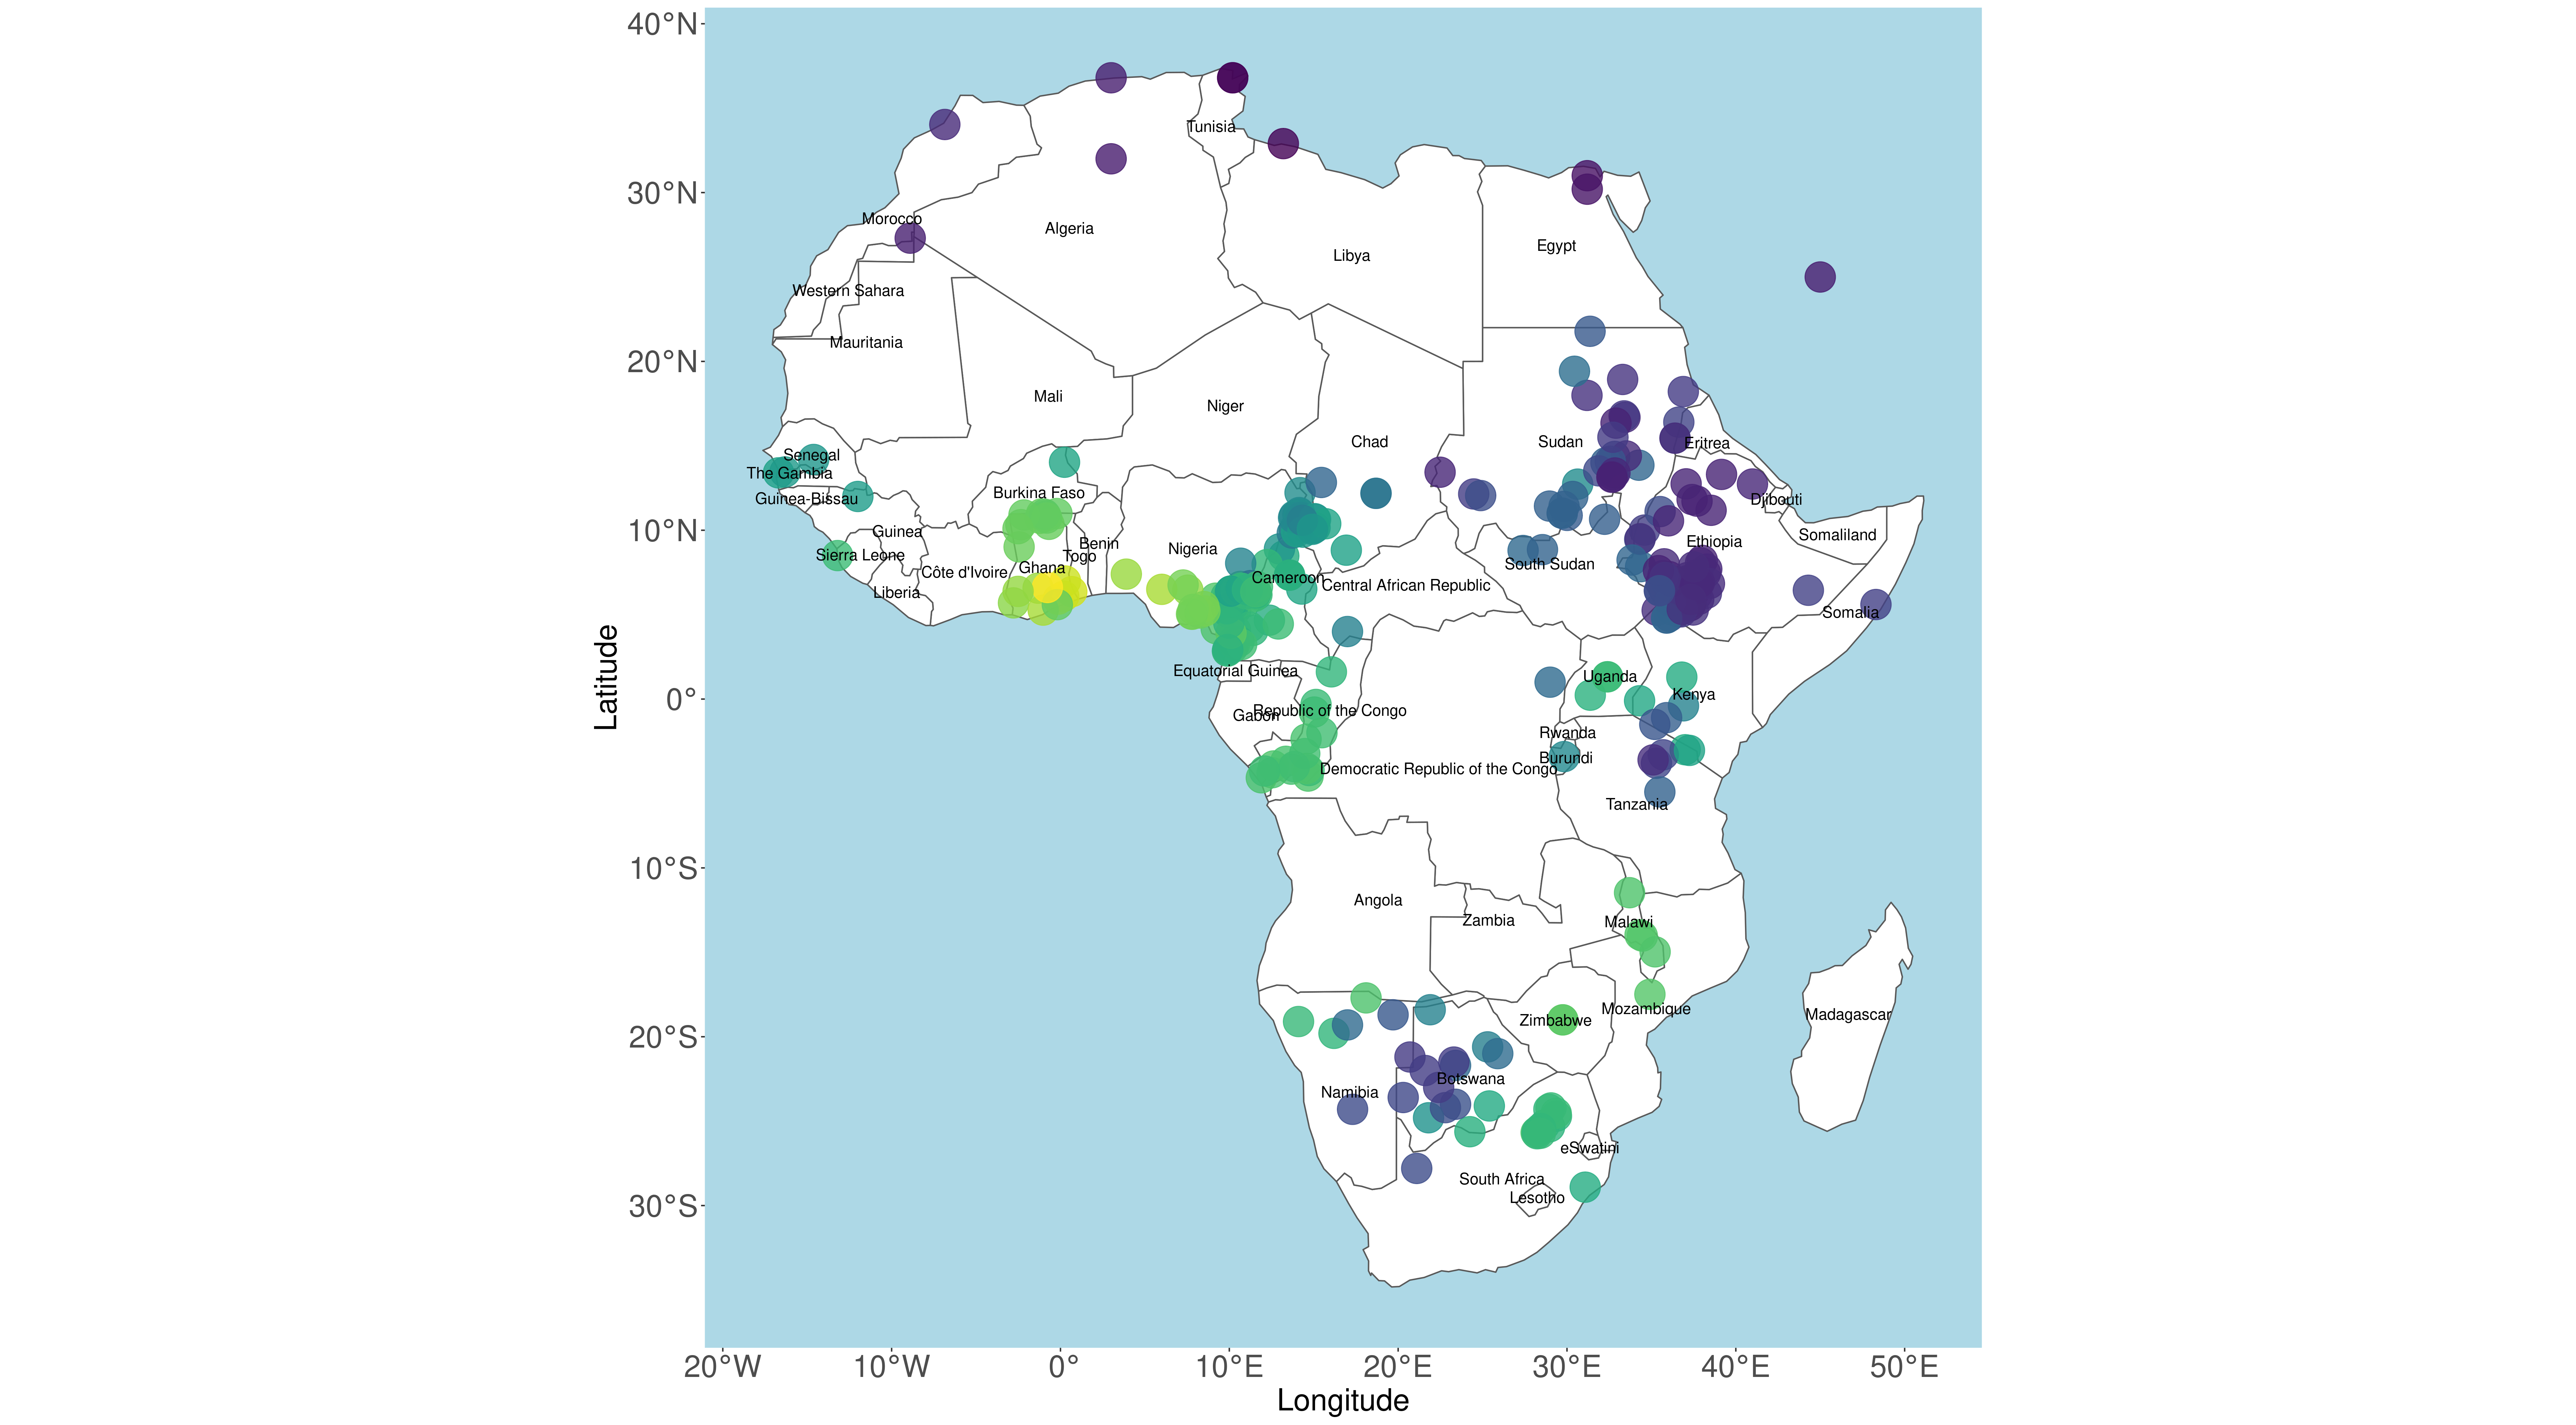 40°N
Tunisia
30°N
Morocco
Algeria
Egypt
Libya
Western Sahara
Mauritania
20°N
Mali
Niger
Chad
Sudan
Eritrea
Senegal
The Gambia
Burkina Faso
Guinea-Bissau
Djibouti
10°N
Guinea
Somaliland
Benin
Nigeria
Ethiopia
Sierra Leone
Togo
Ghana
South Sudan
Côte d'Ivoire
Cameroon
Central African Republic
Liberia
Somalia
Equatorial Guinea
Uganda
Kenya
0°
Republic of the Congo
Gabon
Rwanda
Burundi
Democratic Republic of the Congo
Tanzania
10°S
Angola
Zambia
Malawi
Mozambique
Madagascar
Zimbabwe
20°S
Botswana
Namibia
eSwatini
South Africa
Lesotho
30°S
20°W 10°W 0° 10°E 20°E 30°E 40°E 50°E
Longitude
Latitude